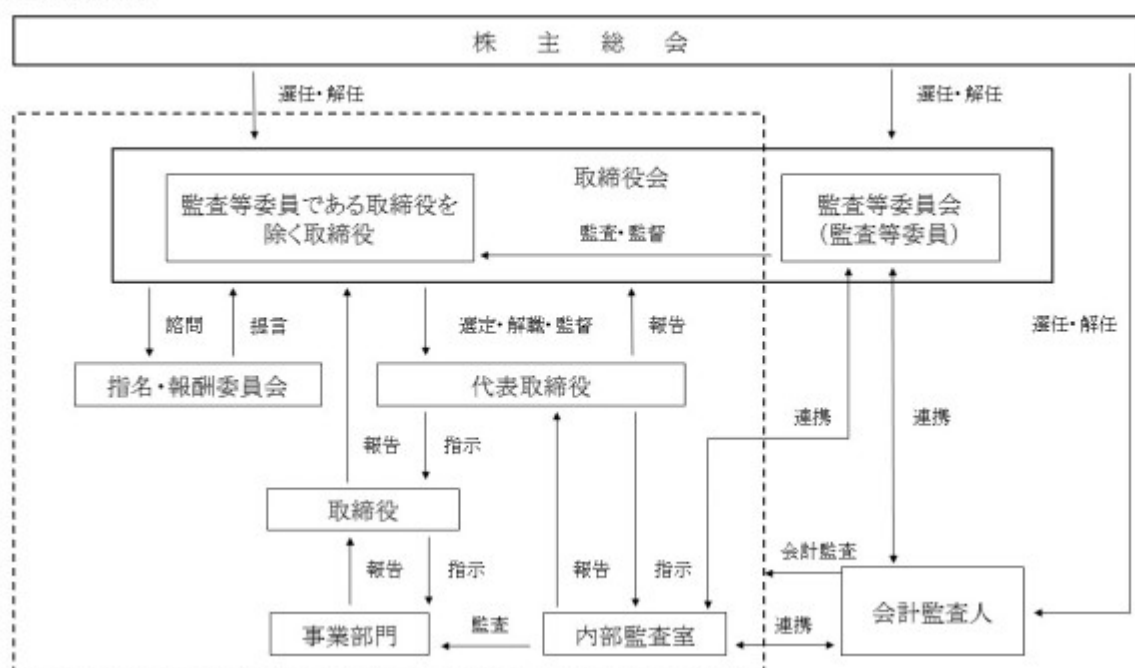 株主総会
選任・解任
選任・解任
取締役会
監査等委員である取締役を
除く取締役
監査等委員会
(監査等委員)
監査・監督
諮問
提言
選定・解職・監督
報告
選任・解任
指名・報酬委員会
代表取締役
連携
連携
報告
指示
取締役
会計監査
報告
指示
報告
指示
会計監査人
事業部門
監査
内部監査室
連携